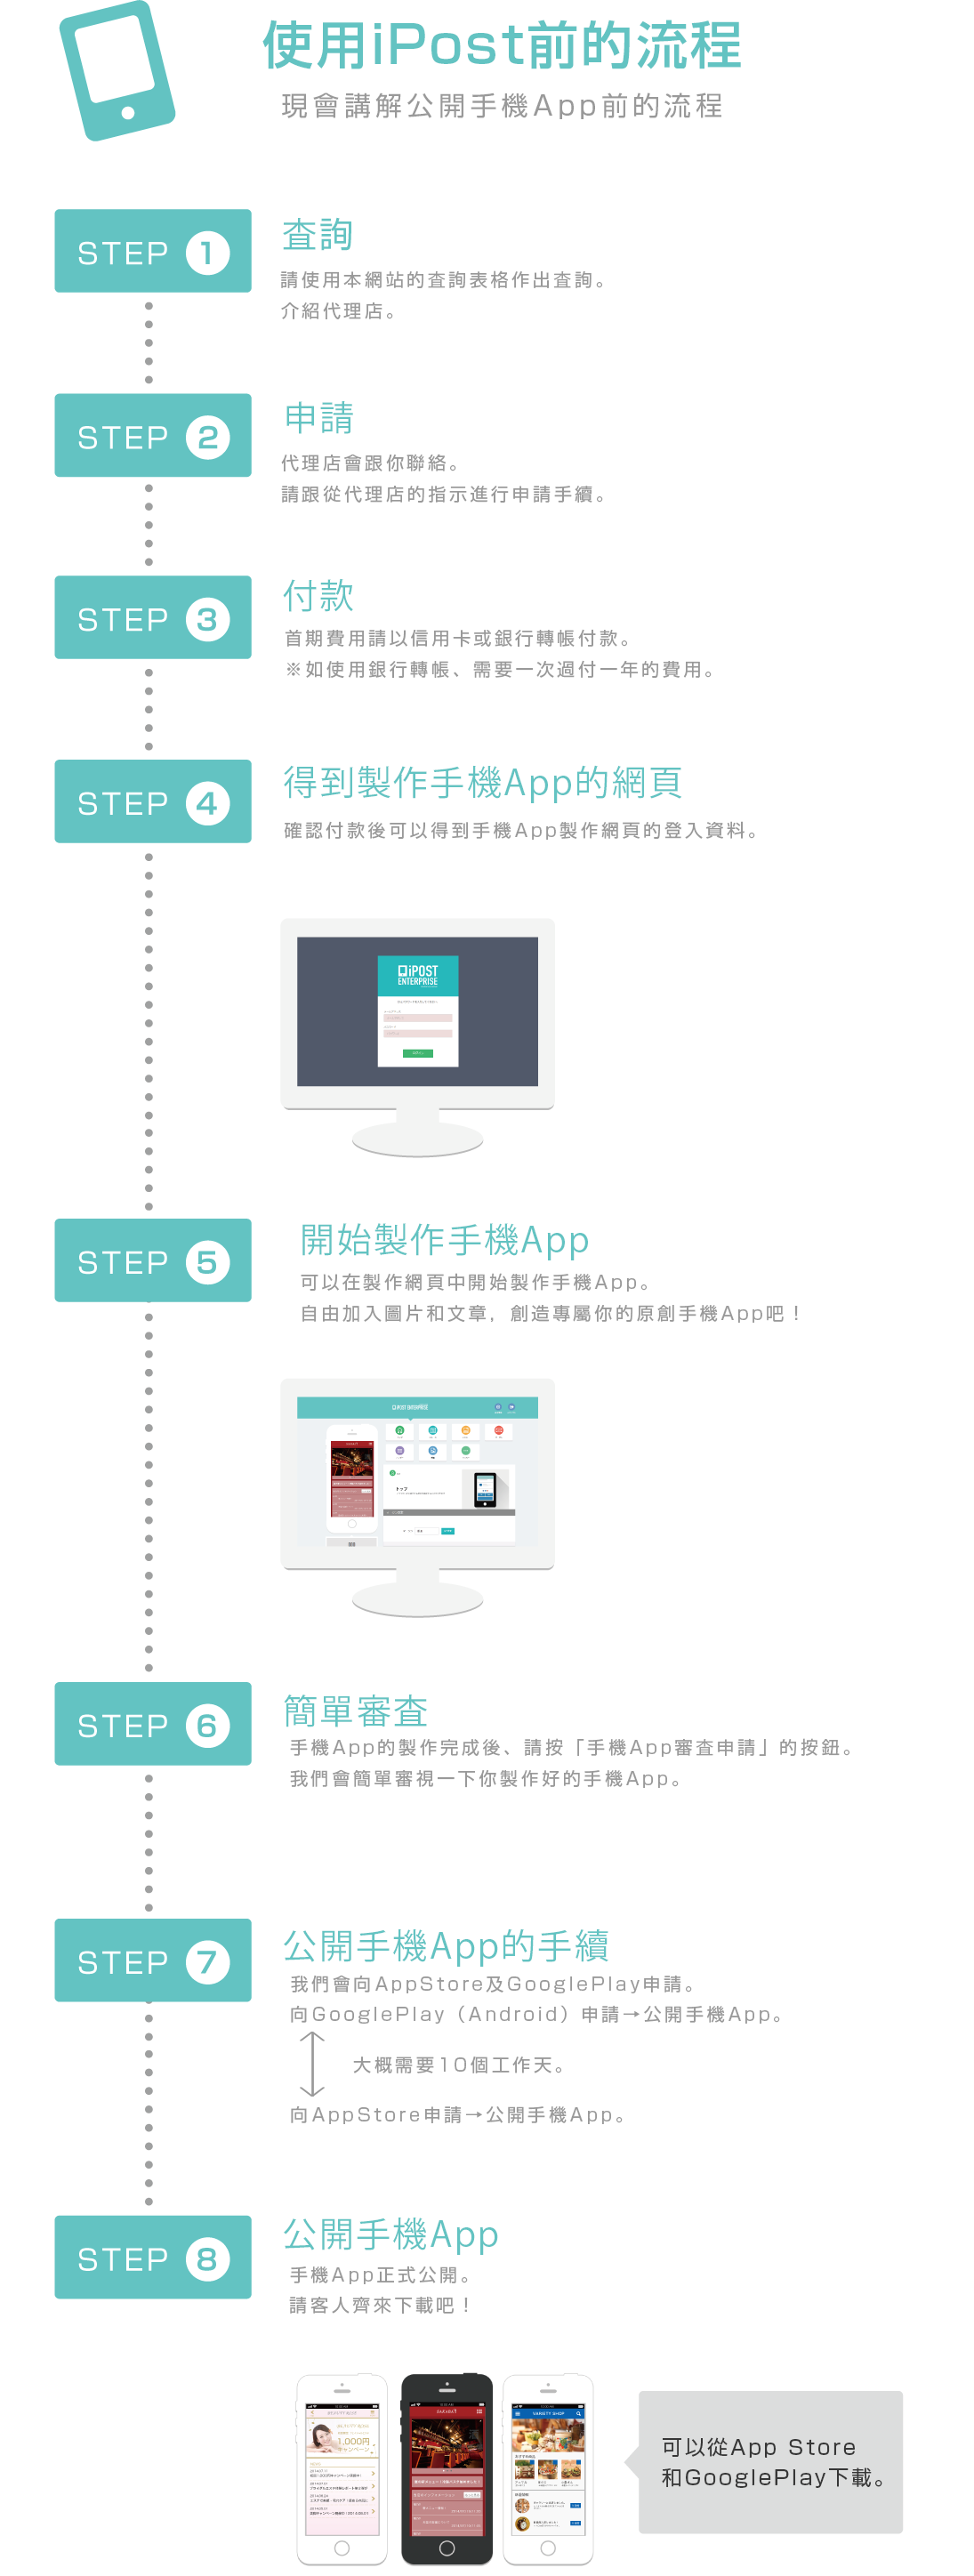 使用iPost前的流程
現會講解公開手機App前的流程
STEP 1
査詢
請使用本網站的査詢表格作出査詢。
介紹代理店。
STEP 2
申請
代理店會跟你聯絡。
請跟從代理店的指示進行申請手續。
STEP 3
付款
首期費用請以信用卡或銀行轉帳付款。
※如使用銀行轉帳、需要一次過付一年的費用。
STEP 4
得到製作手機App的網頁
確認付款後可以得到手機App製作網頁的登入資料。
iPOST
ENTERPRISE
STEP 5
開始製作手機App
可以在製作網頁中開始製作手機App。
自由加入圖片和文章，創造專屬你的原創手機App吧！
iPOST ENTERPRISE
トップ
STEP 6
簡單審査
手機App的製作完成後、請按「手機App審査申請」的按鈕。
我們會簡單審視一下你製作好的手機App。
STEP 7
公開手機App的手續
我們會向AppStore及GooglePlay申請。
向GooglePlay（Android）申請→公開手機App。
大概需要10個工作天。
向AppStore申請→公開手機App。
STEP 8
公開手機App
手機App正式公開。
請客人齊來下載吧！
1,000円
キャンペーン
VARIETY SHOP
可以從App Store
和GooglePlay下載。